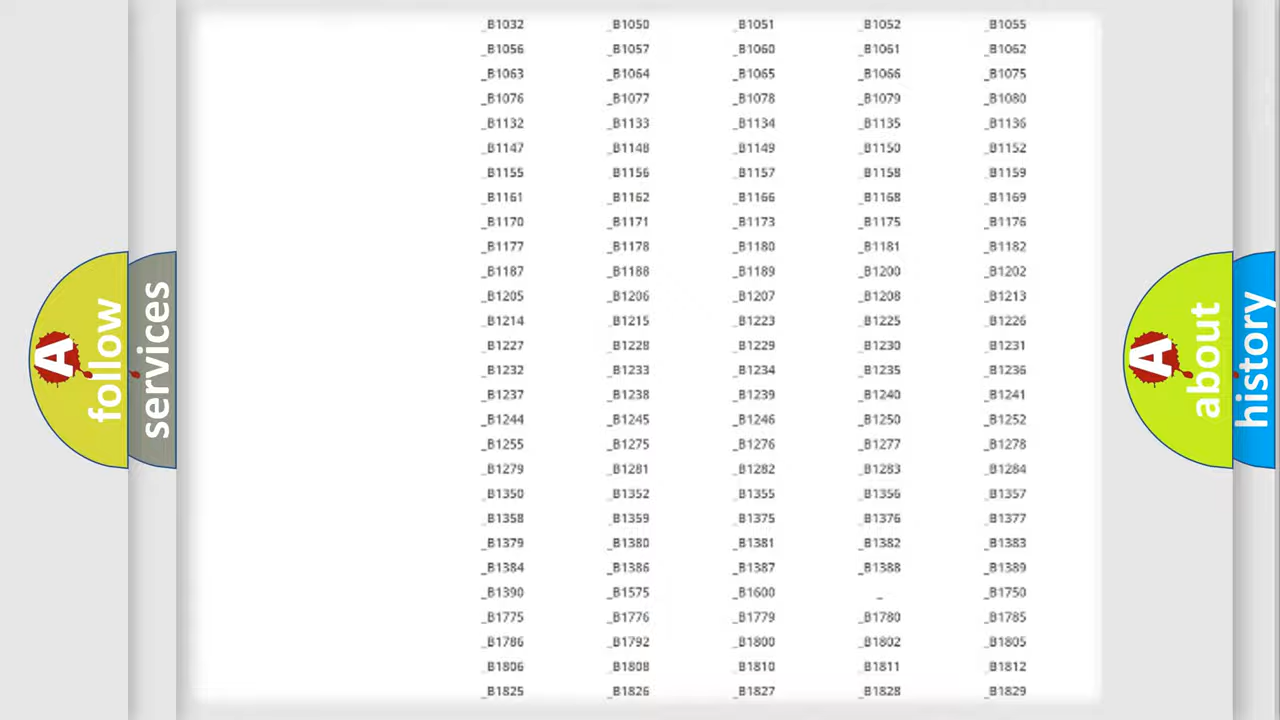 _B1032 _B1050 _B1051 _B1052 _B1055
_B1056 _B1057 _B1060 _B1061 _B1062
_B1063 _B1064 _B1065 _B1066 _B1075
_B1076 _B1077 _B1078 _B1079 _B1080
_B1132 _B1133 _B1134 _B1135 _B1136
_B1147 _B1148 _B1149 _B1150 _B1152
_B1155 _B1156 _B1157 _B1158 _B1159
_B1161 _B1162 _B1166 _B1168 _B1169
_B1170 _B1171 _B1173 _B1175 _B1176
_B1177 _B1178 _B1180 _B1181 _B1182
_B1187 _B1188 _B1189 _B1200 _B1202
_B1205 _B1206 _B1207 _B1208 _B1213
_B1214 _B1215 _B1223 _B1225 _B1226
_B1227 _B1228 _B1229 _B1230 _B1231
_B1232 _B1233 _B1234 _B1235 _B1236
_B1237 _B1238 _B1239 _B1240 _B1241
_B1244 _B1245 _B1246 _B1250 _B1252
_B1255 _B1275 _B1276 _B1277 _B1278
_B1279 _B1281 _B1282 _B1283 _B1284
_B1350 _B1352 _B1355 _B1356 _B1357
_B1358 _B1359 _B1375 _B1376 _B1377
_B1379 _B1380 _B1381 _B1382 _B1383
_B1384 _B1386 _B1387 _B1388 _B1389
_B1390 _B1575 _B1600 _ _B1750
_B1775 _B1776 _B1779 _B1780 _B1785
_B1786 _B1792 _B1800 _B1802 _B1805
_B1806 _B1808 _B1810 _B1811 _B1812
_B1825 _B1826 _B1827 _B1828 _B1829
A follow
services
A about
history